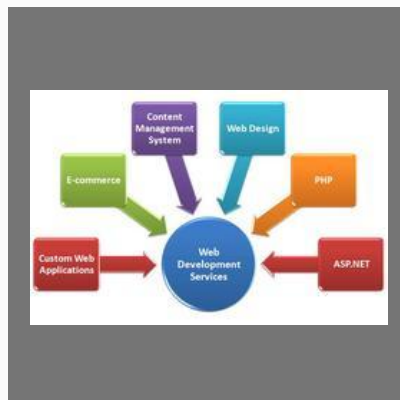 Content
Management
System
Web Design
E-commerce
PHP
Custom Web
Applications
Web
Development
Services
ASP.NET